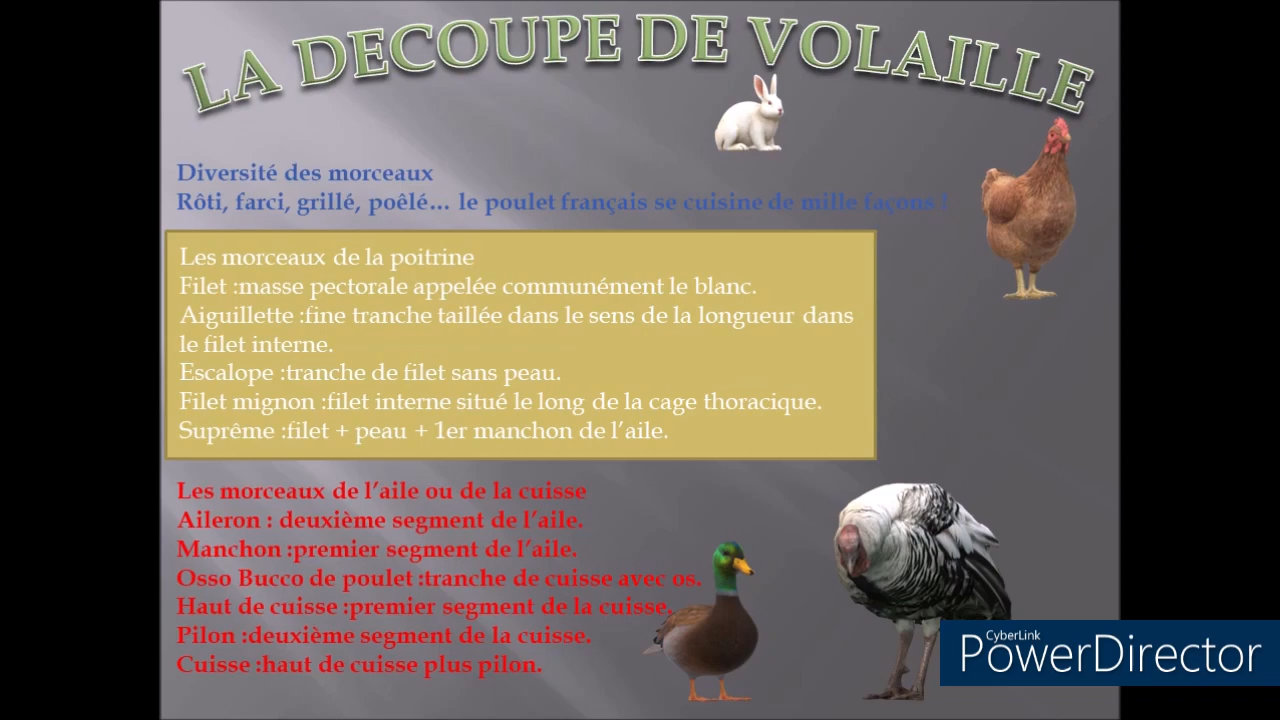 LA DECOUPE DE VOLAILLE
Diversité des morceaux
Rôti, farci, grillé, poêlé… le poulet français se cuisine de mille façons !
Les morceaux de la poitrine
Filet :masse pectorale appelée communément le blanc.
Aiguillette :fine tranche taillée dans le sens de la longueur dans
le filet interne.
Escalope :tranche de filet sans peau.
Filet mignon :filet interne situé le long de la cage thoracique.
Suprême :filet + peau + 1er manchon de l’aile.
Les morceaux de l’aile ou de la cuisse
Aileron : deuxième segment de l’aile.
Manchon :premier segment de l’aile.
Osso Bucco de poulet :tranche de cuisse avec os.
Haut de cuisse :premier segment de la cuisse.
Pilon :deuxième segment de la cuisse.
Cuisse :haut de cuisse plus pilon.
CyberLink
PowerDirector